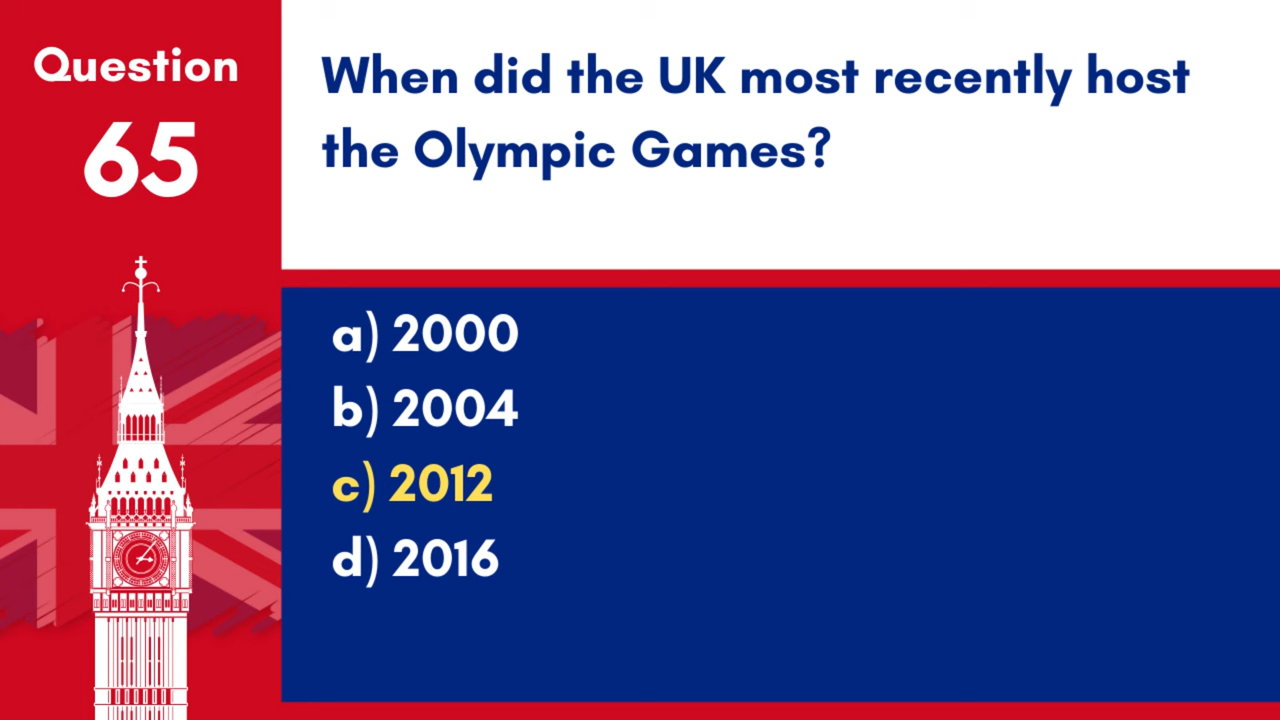 Question
65
When did the UK most recently host
the Olympic Games?
a) 2000
b) 2004
c) 2012
d) 2016